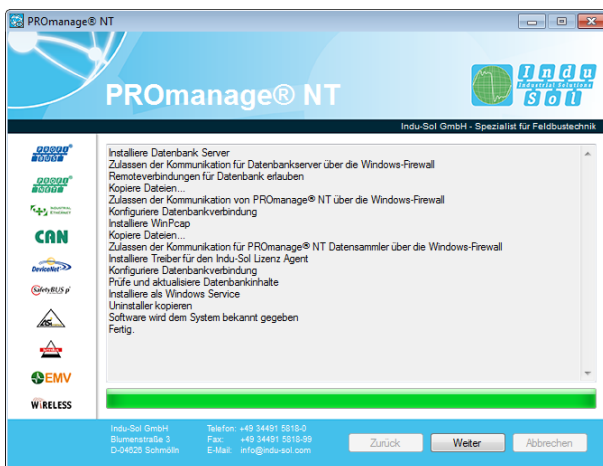 PROmanage® NT
Indu
Industrial Solutions
Sol
PROmanage® NT
Indu-Sol GmbH - Spezialist für Feldbustechnik
Installiere Datenbank Server
Zulassen der Kommunikation für Datenbankserver über die Windows-Firewall
Remoteverbindungen für Datenbank erlauben
Kopiere Dateien...
Zulassen der Kommunikation von PROmanage® NT über die Windows-Firewall
Konfiguriere Datenbankverbindung
Installiere WinPcap
Kopiere Dateien...
Zulassen der Kommunikation für PROmanage® NT Datensammler über die Windows-Firewall
Installiere Treiber für den Indu-Sol Lizenz Agent
Konfiguriere Datenbankverbindung
Prüfe und aktualisiere Datenbankinhalte
Installiere als Windows Service
Uninstaller kopieren
Software wird dem System bekannt gegeben
Fertig.
PROFI
BUS
PROFI
NET
INDUSTRIAL
ETHERNET
CAN
DeviceNet
SafetyBUS p
EMV
WIRELESS
Indu-Sol GmbH
Blumenstraße 3
D-04626 Schmölln
Telefon: +49 34491 5818-0
Fax: +49 34491 5818-99
E-Mail: info@indu-sol.com
Zurück
Weiter
Abbrechen